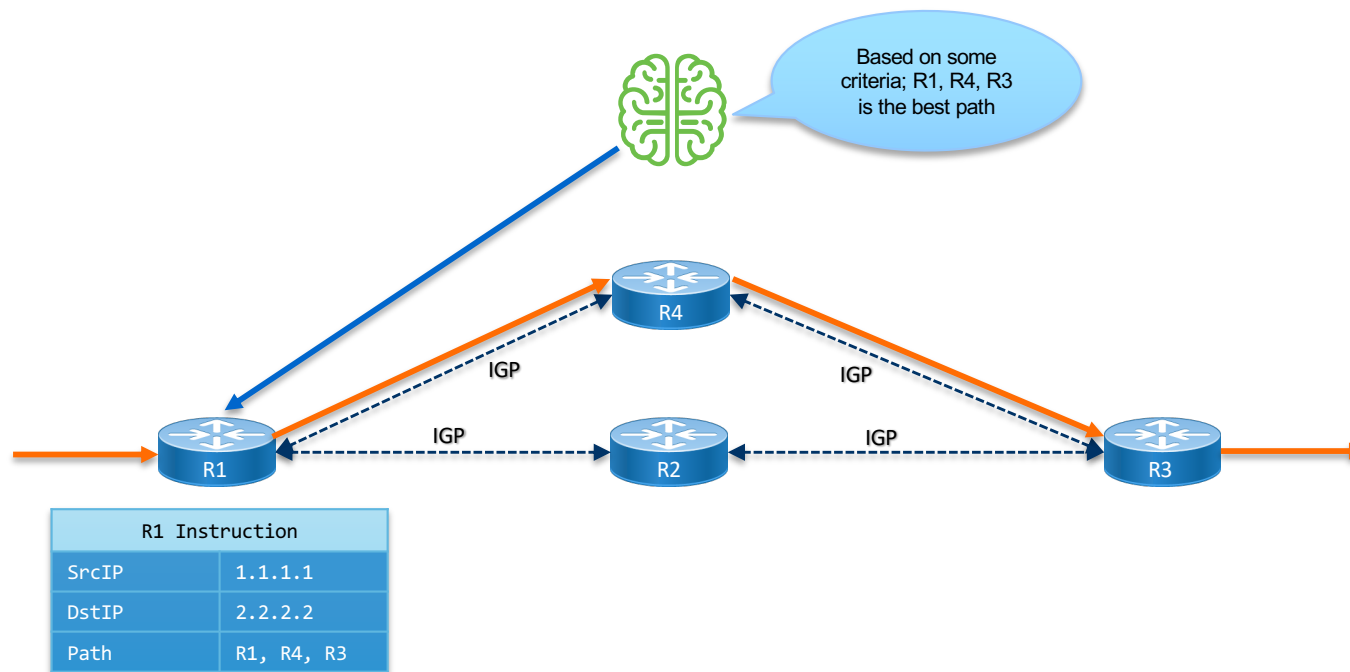 Based on some
criteria; R1, R4, R3
is the best path
R4
IGP
IGP
IGP
IGP
R1
R2
R3
R1 Instruction
SrcIP 1.1.1.1
DstIP 2.2.2.2
Path R1, R4, R3